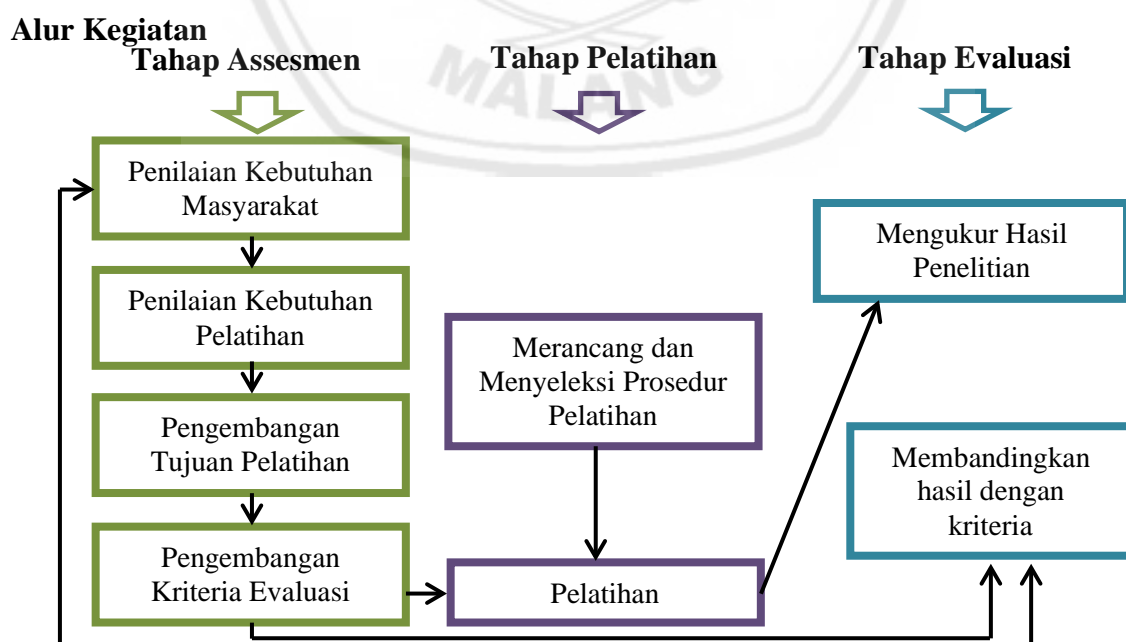 Alur Kegiatan
Tahap Assesmen
Tahap Pelatihan
Tahap Evaluasi
MALANG
Penilaian Kebutuhan
Masyarakat
Penilaian Kebutuhan
Pelatihan
Pengembangan
Tujuan Pelatihan
Pengembangan
Kriteria Evaluasi
Merancang dan
Menyeleksi Prosedur
Pelatihan
Pelatihan
Mengukur Hasil
Penelitian
Membandingkan
hasil dengan
kriteria